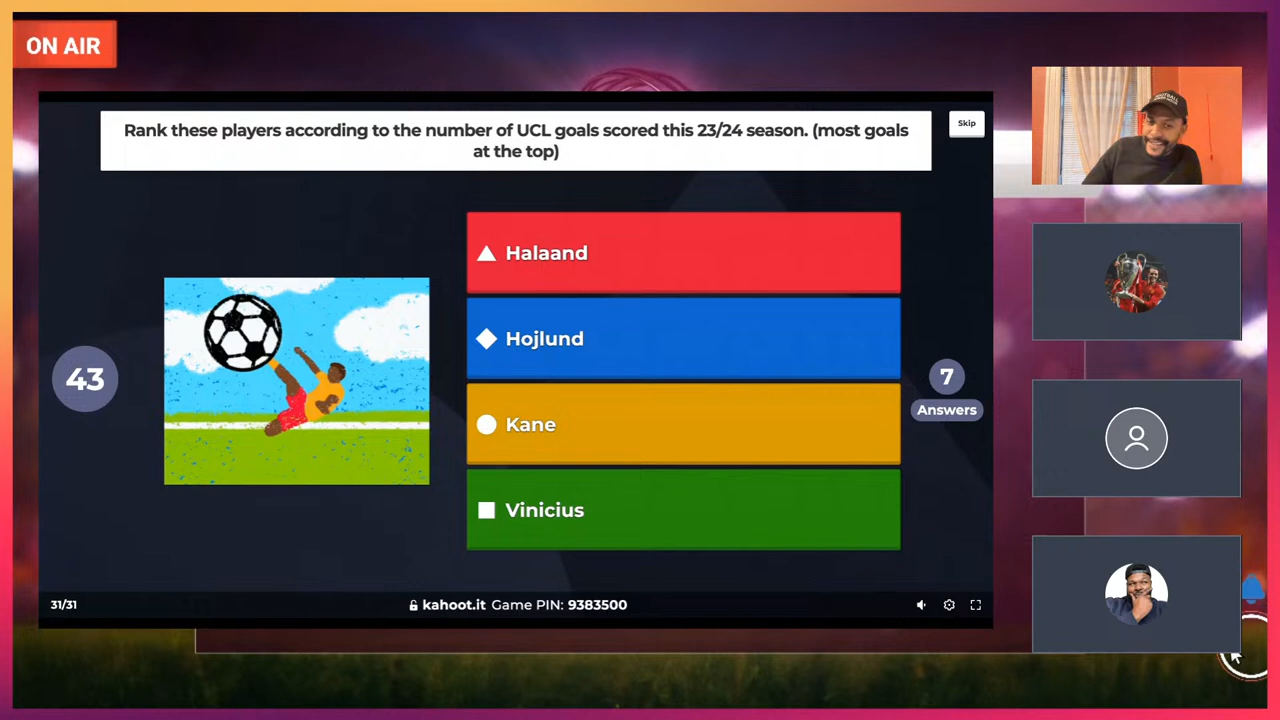 ON AIR
Rank these players according to the number of UCL goals scored this 23/24 season. (most goals
at the top)
Skip
Halaand
Hojlund
43
Kane
7
Answers
Vinicius
31/31
kahoot.it Game PIN: 9383500